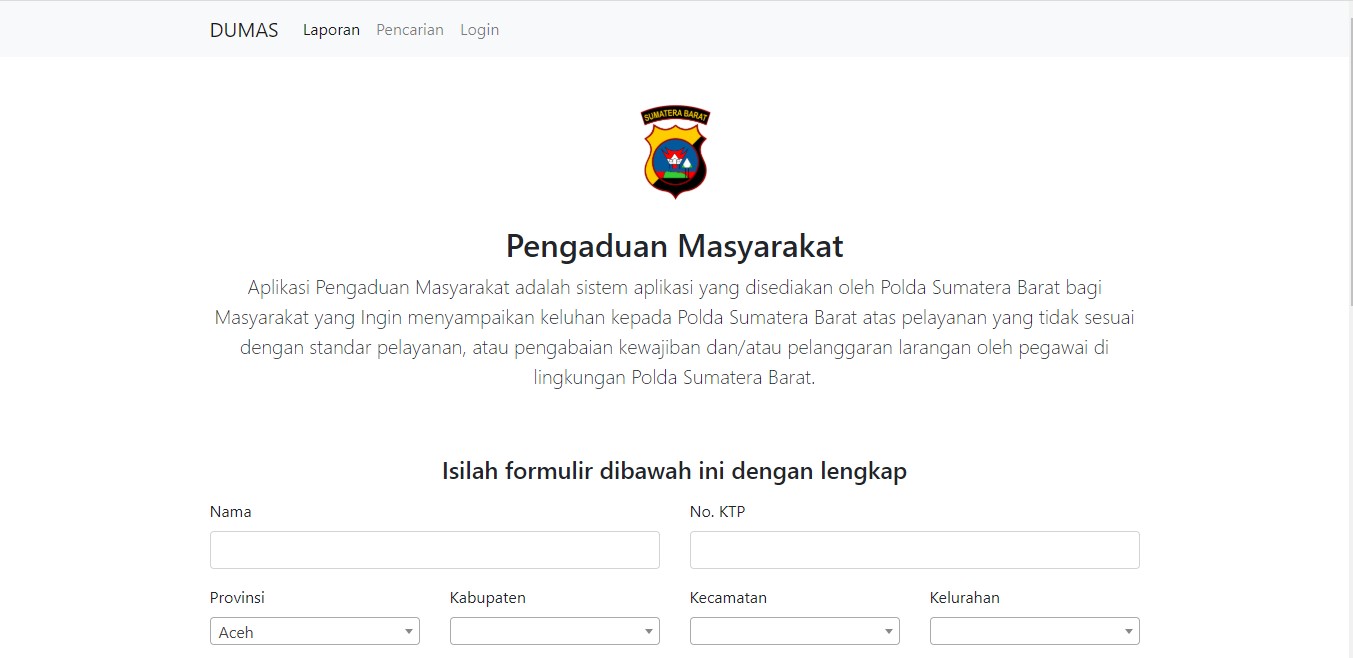 DUMAS Laporan Pencarian Login
SUMATERA BARAT
Pengaduan Masyarakat
Aplikasi Pengaduan Masyarakat adalah sistem aplikasi yang disediakan oleh Polda Sumatera Barat bagi
Masyarakat yang Ingin menyampaikan keluhan kepada Polda Sumatera Barat atas pelayanan yang tidak sesuai
dengan standar pelayanan, atau pengabaian kewajiban dan/atau pelanggaran larangan oleh pegawai di
lingkungan Polda Sumatera Barat.
Isilah formulir dibawah ini dengan lengkap
Nama No. KTP
Provinsi Kabupaten Kecamatan Kelurahan
Aceh